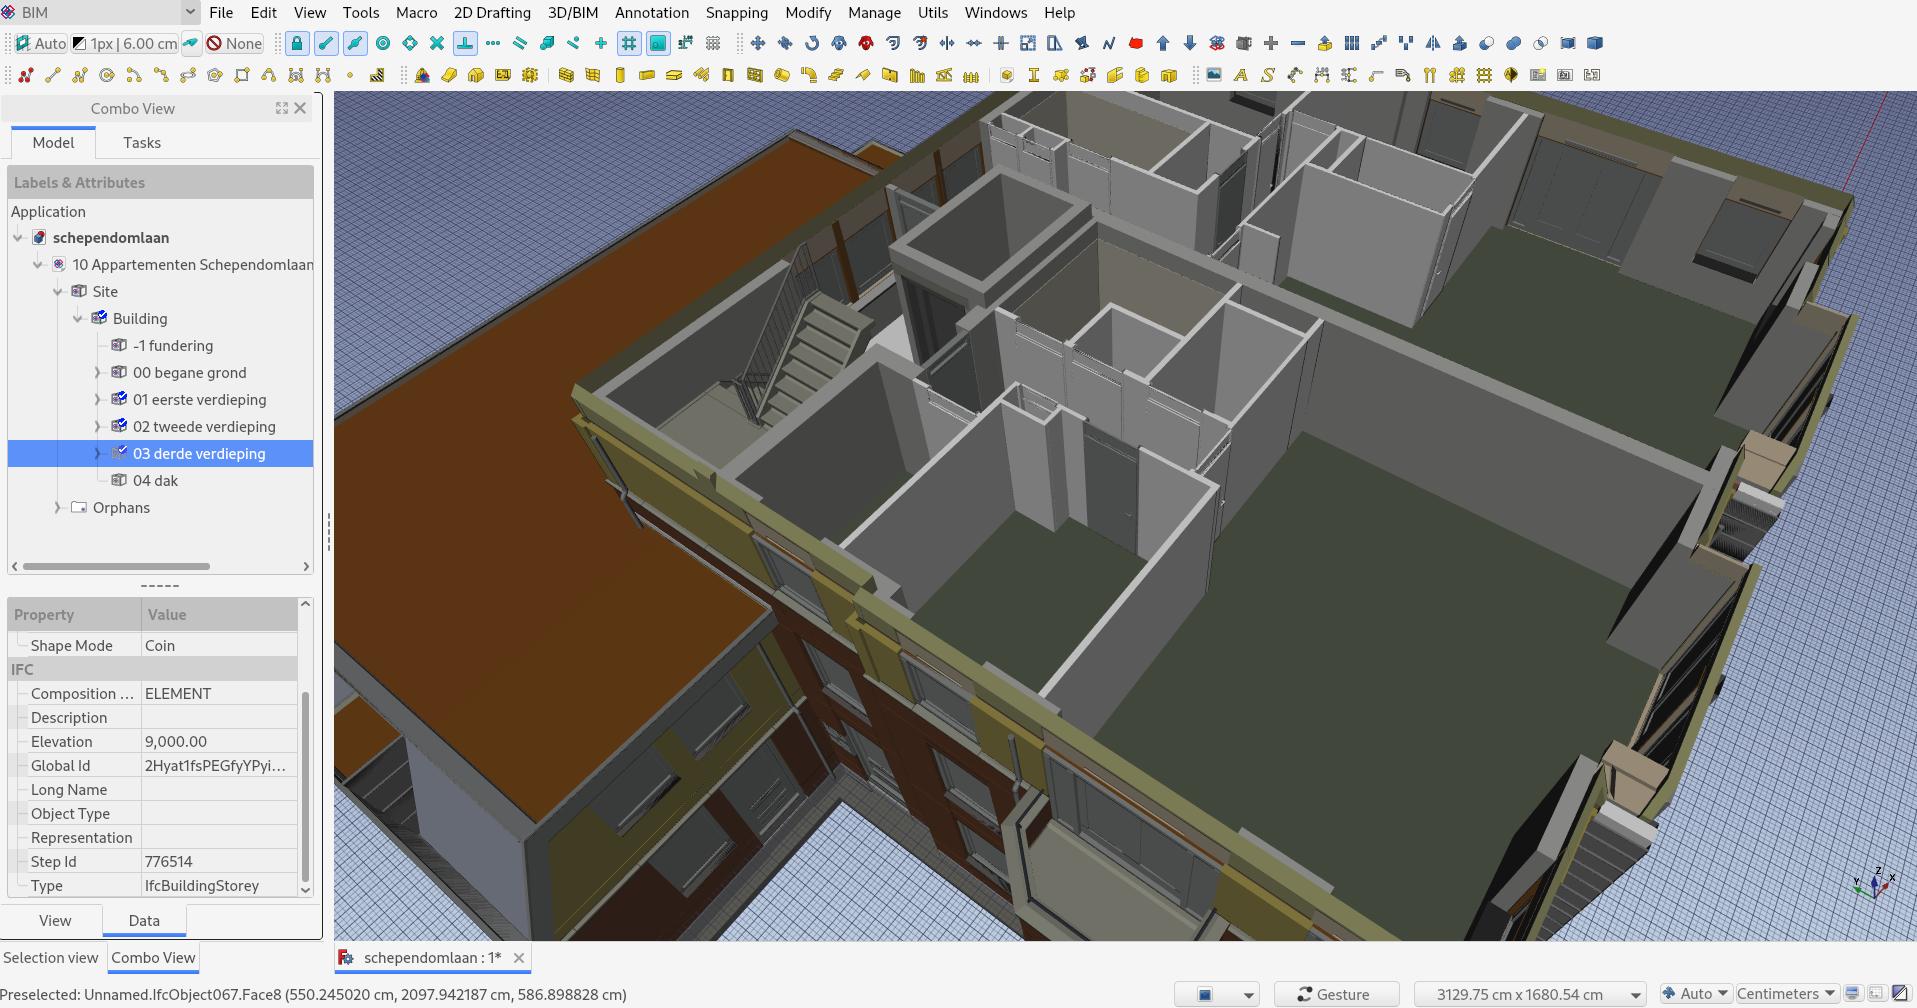 BIM File Edit View Tools Macro 2D Drafting 3D/BIM Annotation Snapping Modify Manage Utils Windows Help
Auto 1px | 6.00 cm None
Combo View
Model Tasks
Labels & Attributes
Application
schependomlaan
10 Appartementen Schependomlaan
Site
Building
-1 fundering
00 begane grond
01 eerste verdieping
02 tweede verdieping
03 derde verdieping
04 dak
Orphans
Property Value
Shape Mode Coin
IFC
Composition ... ELEMENT
Description
Elevation 9,000.00
Global Id 2Hyat1fsPEGfyYPyi...
Long Name
Object Type
Representation
Step Id 776514
Type IfcBuildingStorey
View Data
Selection view Combo View
schependomlaan : 1*
Z
Y X
Preselected: Unnamed.IfcObject067.Face8 (550.245020 cm, 2097.942187 cm, 586.898828 cm)
Gesture 3129.75 cm x 1680.54 cm Auto Centimeters